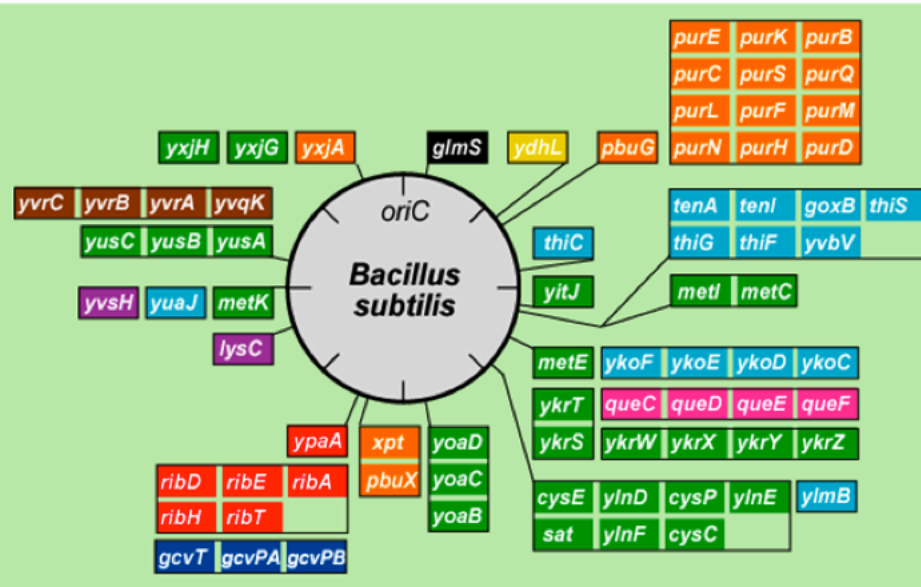 purE purK purB
purC purS purQ
purL purF purM
purN purH purD
yxjH yxjG yxjA glmS ydhL pbuG
yvrC yvrB yvrA yvqK
oriC
tenA tenI goxB thiS
yusC yusB yusA
thiC
thiG thiF yvbV
Bacillus
subtilis
yvsH yuaJ metK
yitJ
metI metC
lysC
metE ykoF ykoE ykoD ykoC
ykrT queC queD queE queF
ykrS ykrW ykrX ykrY ykrZ
ypaA xpt yoaD
ribD ribE ribA pbuX yoaC
ribH ribT yoaB
cysE ylnD cysP ylnE ylmB
sat ylnF cysC
gcvT gcvPA gcvPB